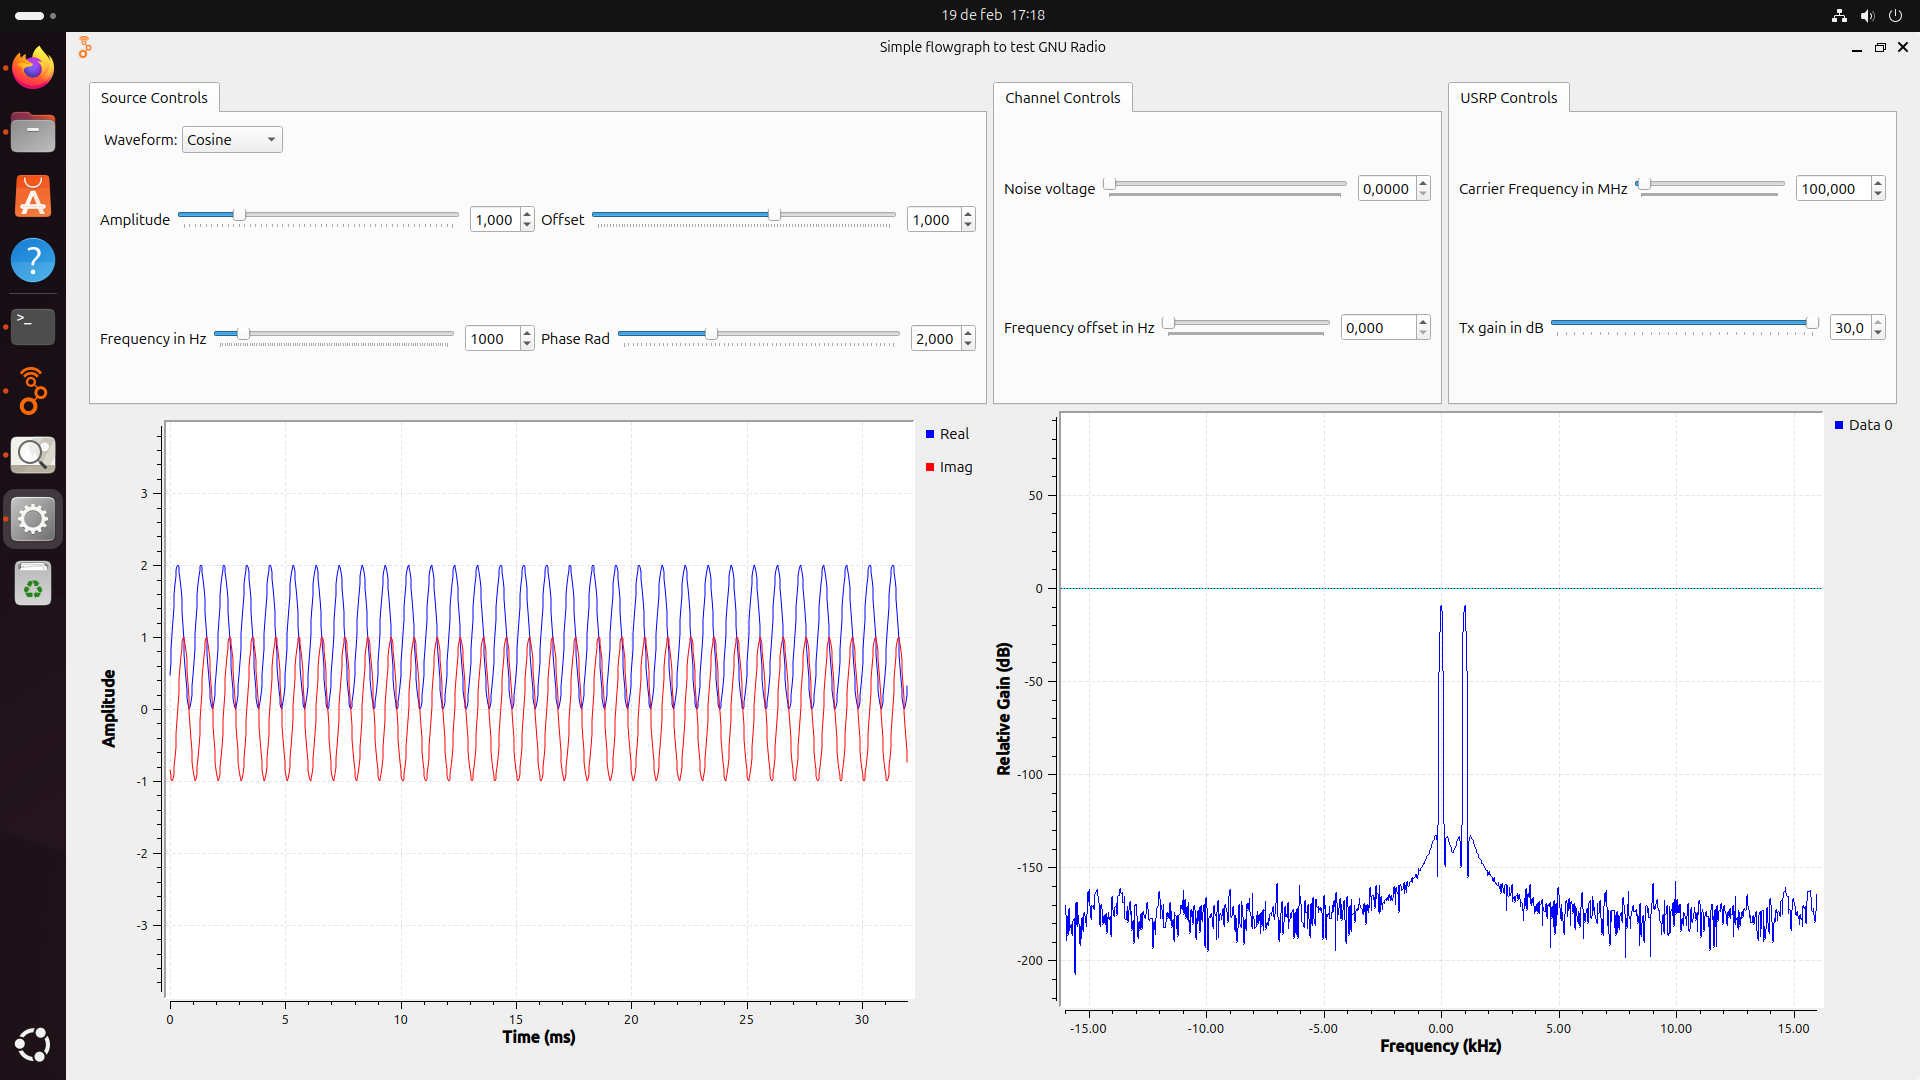 19 de feb 17:18
Simple flowgraph to test GNU Radio
Source Controls
Waveform: Cosine
Amplitude 1,000 Offset 1,000
Frequency in Hz 1000 Phase Rad 2,000
Channel Controls
Noise voltage 0,0000
Frequency offset in Hz 0,000
USRP Controls
Carrier Frequency in MHz 100,000
Tx gain in dB 30,0
Real
Imag
3
2
1
0
-1
-2
-3
Amplitude
0 5 10 15 20 25 30
Time (ms)
Data 0
50
0
-50
-100
-150
-200
Relative Gain (dB)
-15.00 -10.00 -5.00 0.00 5.00 10.00 15.00
Frequency (kHz)